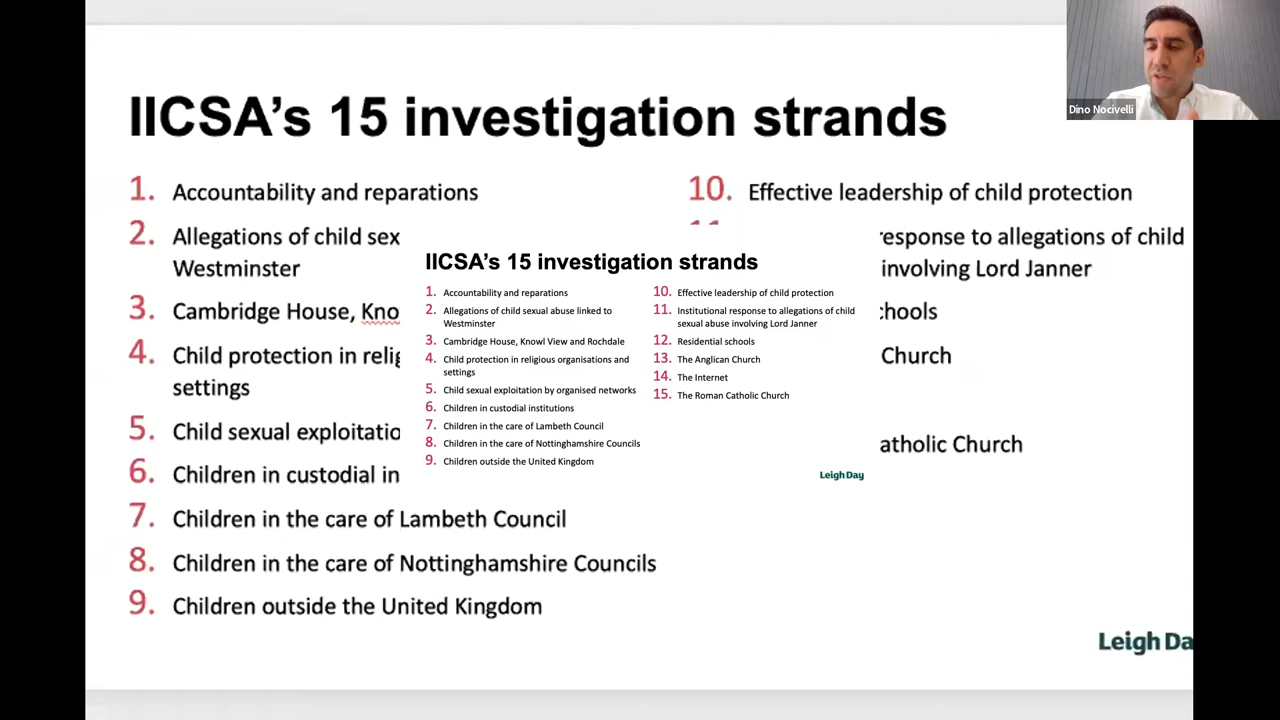 Dino Nocivelli
IICSA's 15 investigation strands
1. Accountability and reparations
2. Allegations of child sex
Westminster
3. Cambridge House, Kno
4. Child protection in relig
settings
5. Child sexual exploitatio
6. Children in custodial in
7. Children in the care of Lambeth Council
8. Children in the care of Nottinghamshire Councils
9. Children outside the United Kingdom
10. Effective leadership of child protection
response to allegations of child
involving Lord Janner
chools
Church
atholic Church
Leigh Da
IICSA's 15 investigation strands
1. Accountability and reparations
2. Allegations of child sexual abuse linked to
Westminster
3. Cambridge House, Knowl View and Rochdale
4. Child protection in religious organisations and
settings
5. Child sexual exploitation by organised networks
6. Children in custodial institutions
7. Children in the care of Lambeth Council
8. Children in the care of Nottinghamshire Councils
9. Children outside the United Kingdom
10. Effective leadership of child protection
11. Institutional response to allegations of child
sexual abuse involving Lord Janner
12. Residential schools
13. The Anglican Church
14. The Internet
15. The Roman Catholic Church
Leigh Day